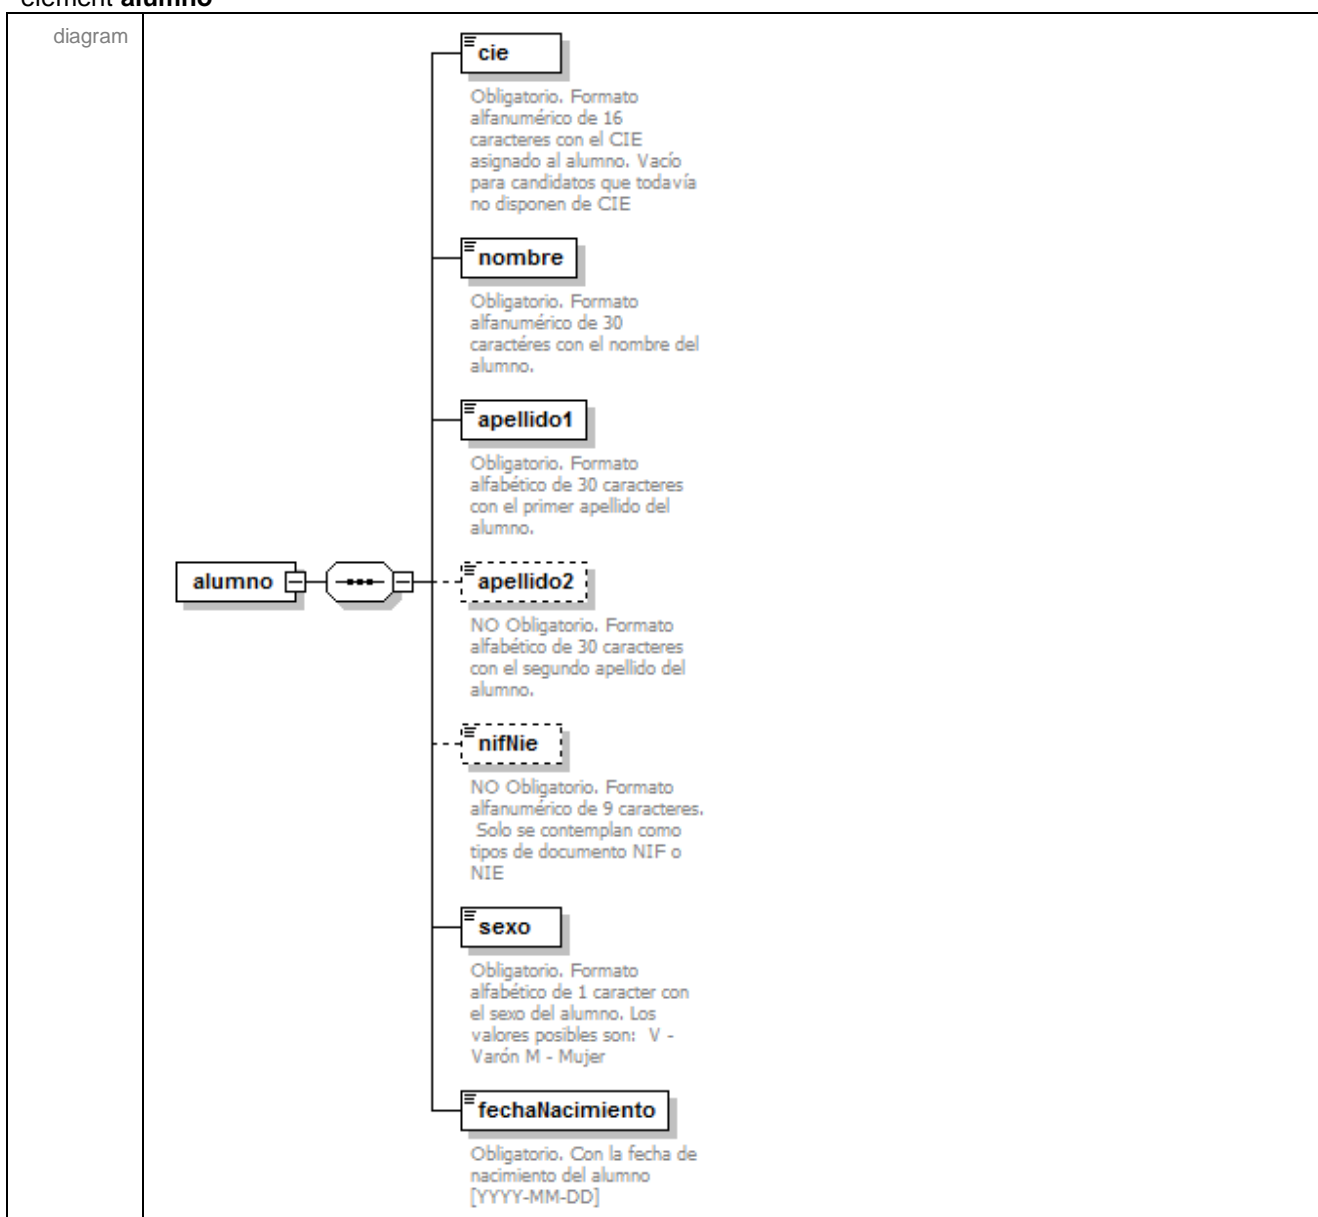 element alumno
diagram
cie
Obligatorio. Formato
alfanumérico de 16
caracteres con el CIE
asignado al alumno. Vacío
para candidatos que todavía
no disponen de CIE
nombre
Obligatorio. Formato
alfanumérico de 30
caractéres con el nombre del
alumno.
apellido1
Obligatorio. Formato
alfabético de 30 caracteres
con el primer apellido del
alumno.
alumno
apellido2
NO Obligatorio. Formato
alfabético de 30 caracteres
con el segundo apellido del
alumno.
nifNie
NO Obligatorio. Formato
alfanumérico de 9 caracteres.
Solo se contemplan como
tipos de documento NIF o
NIE
sexo
Obligatorio. Formato
alfabético de 1 caracter con
el sexo del alumno. Los
valores posibles son: V -
Varón M - Mujer
fechaNacimiento
Obligatorio. Con la fecha de
nacimiento del alumno
[YYYY-MM-DD]